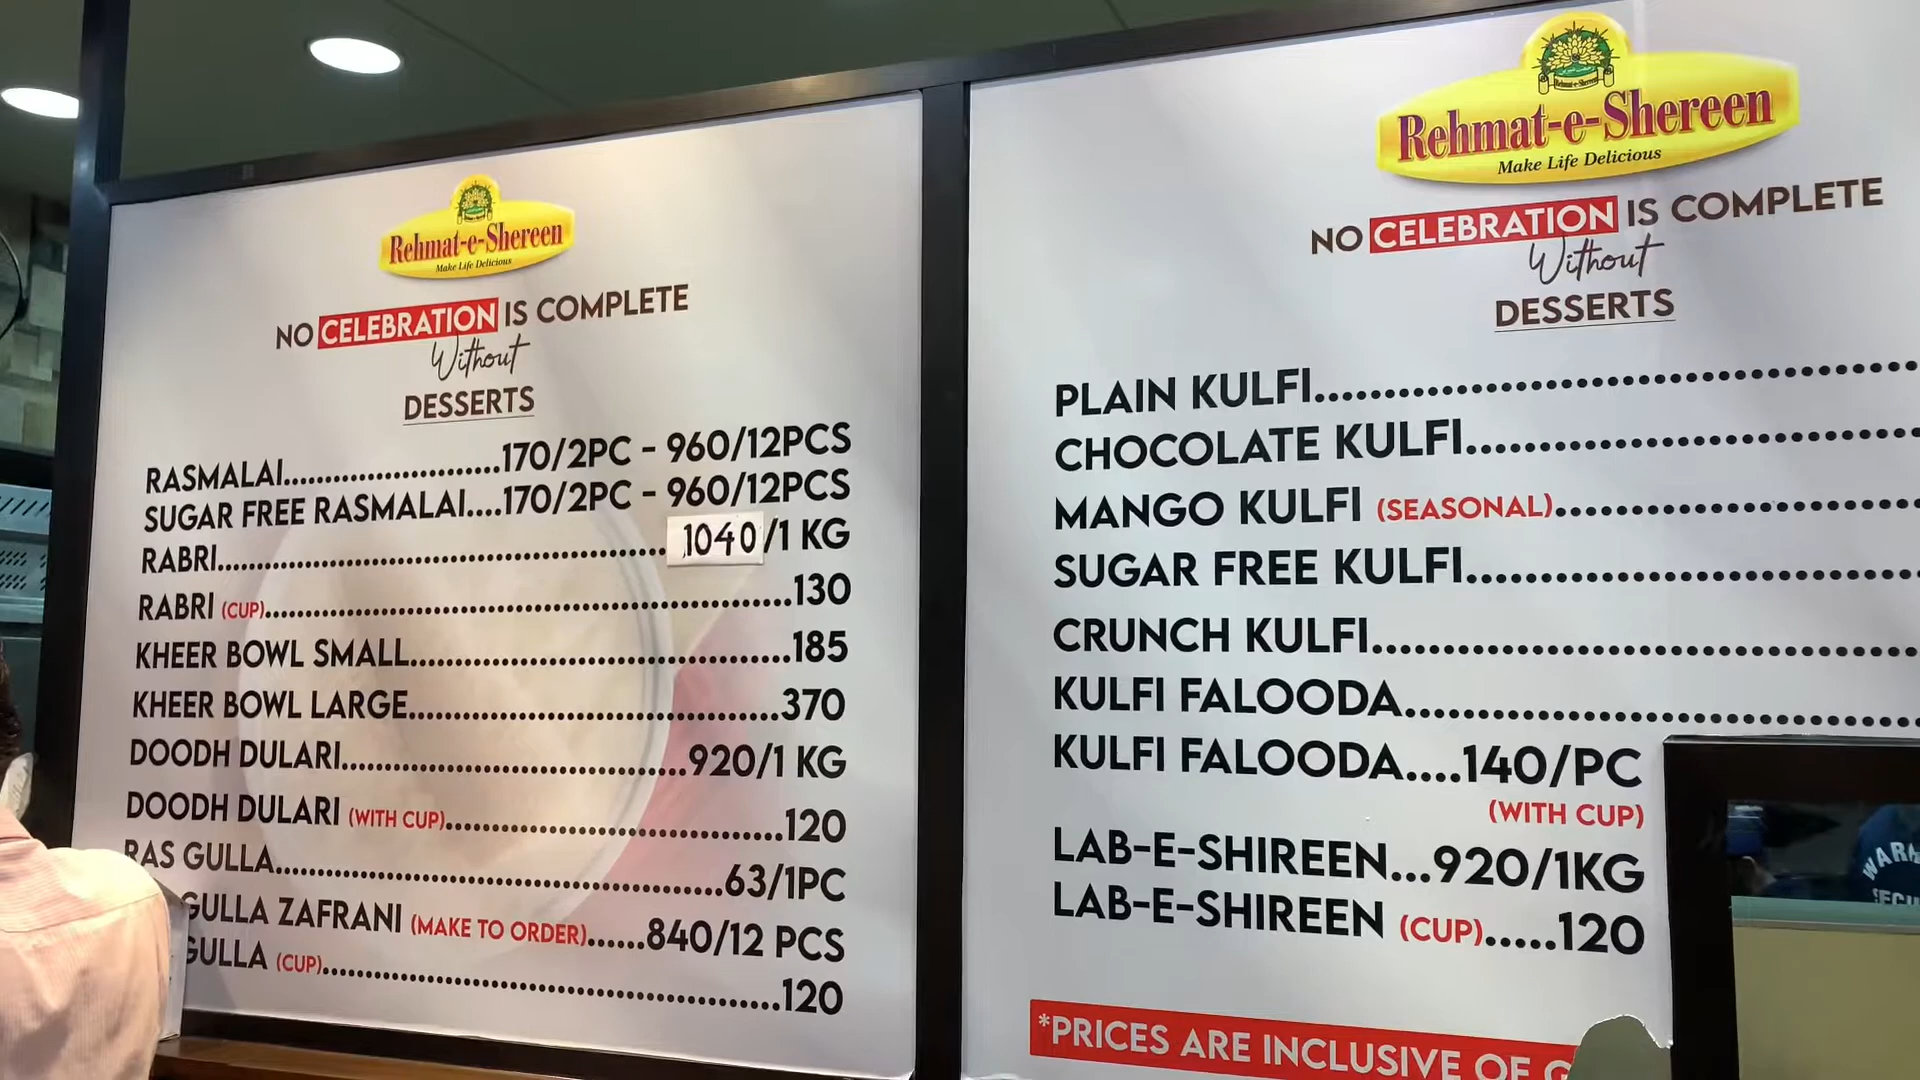 Rehmat-e-Shereen
Make Life Delicious
NO CELEBRATION IS COMPLETE
Without
DESSERTS
RASMALAI......................170/2PC - 960/12PCS
SUGAR FREE RASMALAI....170/2PC - 960/12PCS
RABRI..............................................1040/1 KG
RABRI (CUP)......................................................130
KHEER BOWL SMALL.......................................185
KHEER BOWL LARGE......................................370
DOODH DULARI....................................920/1 KG
DOODH DULARI (WITH CUP)...................................120
RAS GULLA..............................................63/1PC
GULLA ZAFRANI (MAKE TO ORDER)......840/12 PCS
GULLA (CUP)..............................................120
Rehmat-e-Shereen
Rehmat-e-Shereen
Make Life Delicious
NO CELEBRATION IS COMPLETE
Without
DESSERTS
PLAIN KULFI..........................................
CHOCOLATE KULFI................................
MANGO KULFI (SEASONAL).........................
SUGAR FREE KULFI................................
CRUNCH KULFI.......................................
KULFI FALOODA.....................................
KULFI FALOODA....140/PC
(WITH CUP)
LAB-E-SHIREEN...920/1KG
LAB-E-SHIREEN (CUP).....120
*PRICES ARE INCLUSIVE OF